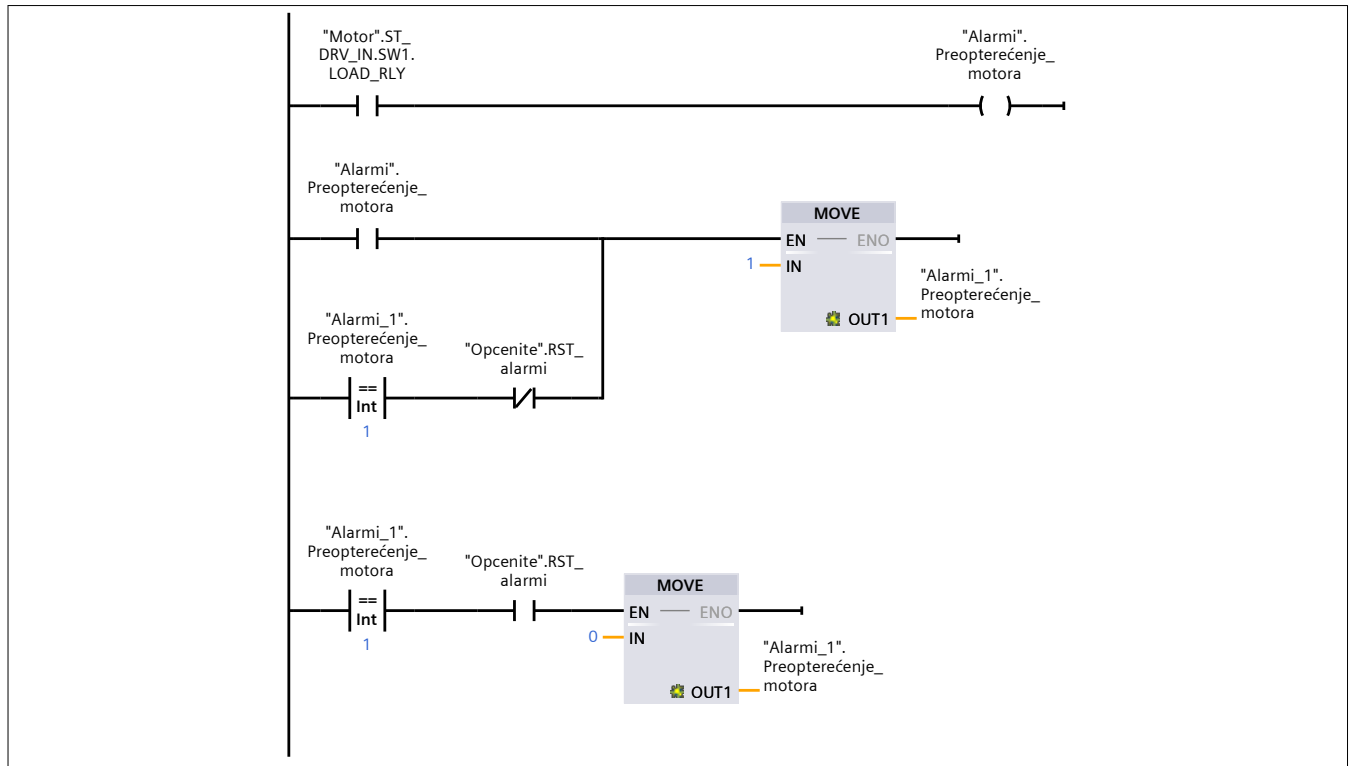 "Motor".ST_
DRV_IN.SW1.
LOAD_RLY
"Alarmi".
Preopterećenje_
motora
"Alarmi".
Preopterećenje_
motora
MOVE
EN
ENO
1
IN
OUT1
"Alarmi_1".
Preopterećenje_
motora
"Alarmi_1".
Preopterećenje_
motora
==
Int
1
"Opcenite".RST_
alarmi
"Alarmi_1".
Preopterećenje_
motora
==
Int
1
"Opcenite".RST_
alarmi
MOVE
EN
ENO
0
IN
OUT1
"Alarmi_1".
Preopterećenje_
motora